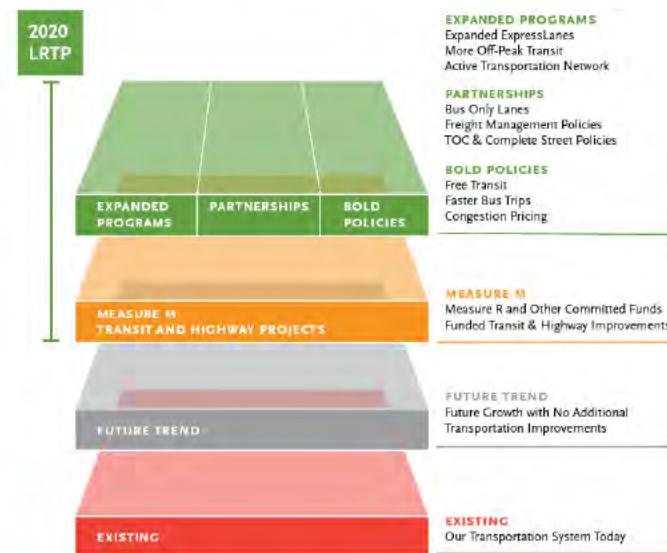 2020
LRTP
EXPANDED PROGRAMS
Expanded ExpressLanes
More Off-Peak Transit
Active Transportation Network
PARTNERSHIPS
Bus Only Lanes
Freight Management Policies
TOC & Complete Street Policies
BOLD POLICIES
Free Transit
Faster Bus Trips
Congestion Pricing
EXPANDED
PROGRAMS
PARTNERSHIPS
BOLD
POLICIES
MEASURE M
TRANSIT AND HIGHWAY PROJECTS
MEASURE M
Measure R and Other Committed Funds
Funded Transit & Highway Improvements
FUTURE TREND
FUTURE TREND
Future Growth with No Additional
Transportation Improvements
EXISTING
EXISTING
Our Transportation System Today